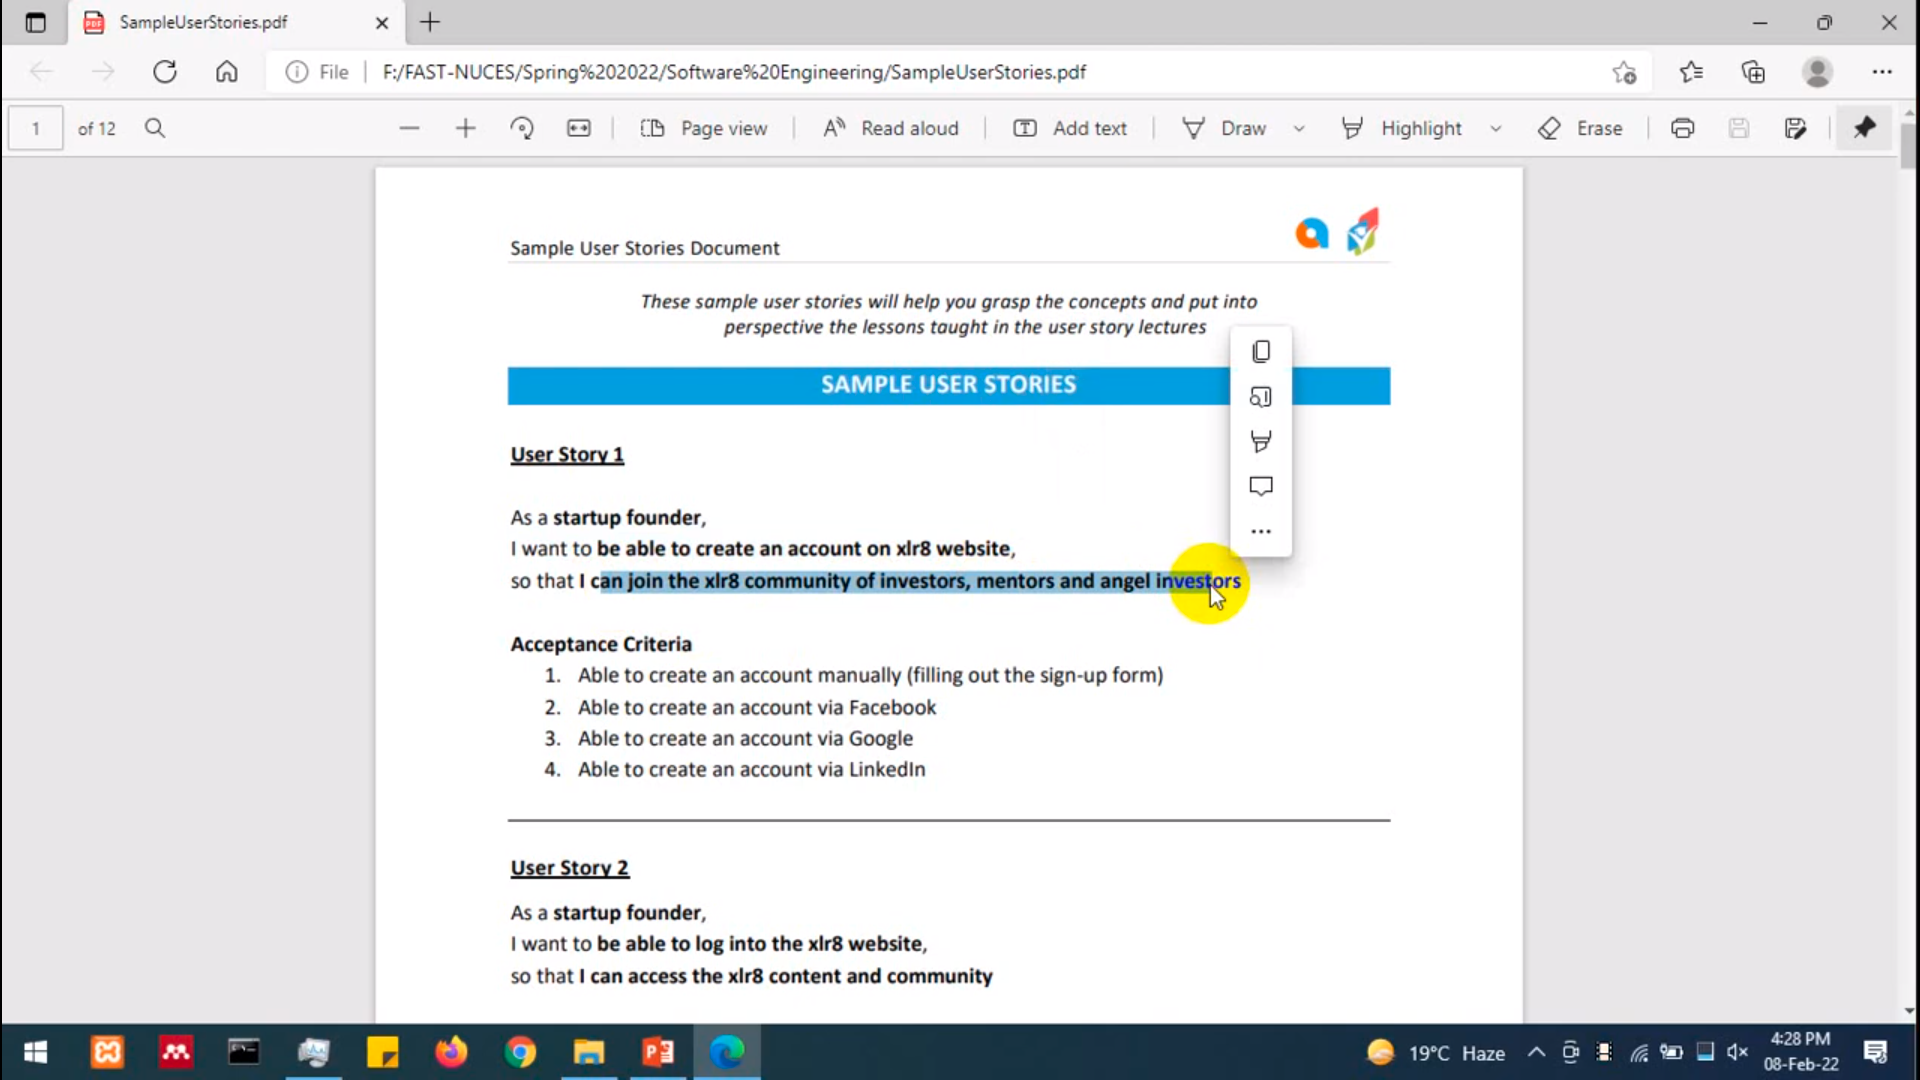 SampleUserStories.pdf
File
F:/FAST-NUCES/Spring%202022/Software%20Engineering/SampleUserStories.pdf
1 of 12
Page view
Read aloud
Add text
Draw
Highlight
Erase
Sample User Stories Document
These sample user stories will help you grasp the concepts and put into
perspective the lessons taught in the user story lectures
SAMPLE USER STORIES
User Story 1
As a startup founder,
I want to be able to create an account on xlr8 website,
so that I can join the xlr8 community of investors, mentors and angel investors
Acceptance Criteria
1. Able to create an account manually (filling out the sign-up form)
2. Able to create an account via Facebook
3. Able to create an account via Google
4. Able to create an account via LinkedIn
User Story 2
As a startup founder,
I want to be able to log into the xlr8 website,
so that I can access the xlr8 content and community
19°C Haze
4:28 PM
08-Feb-22